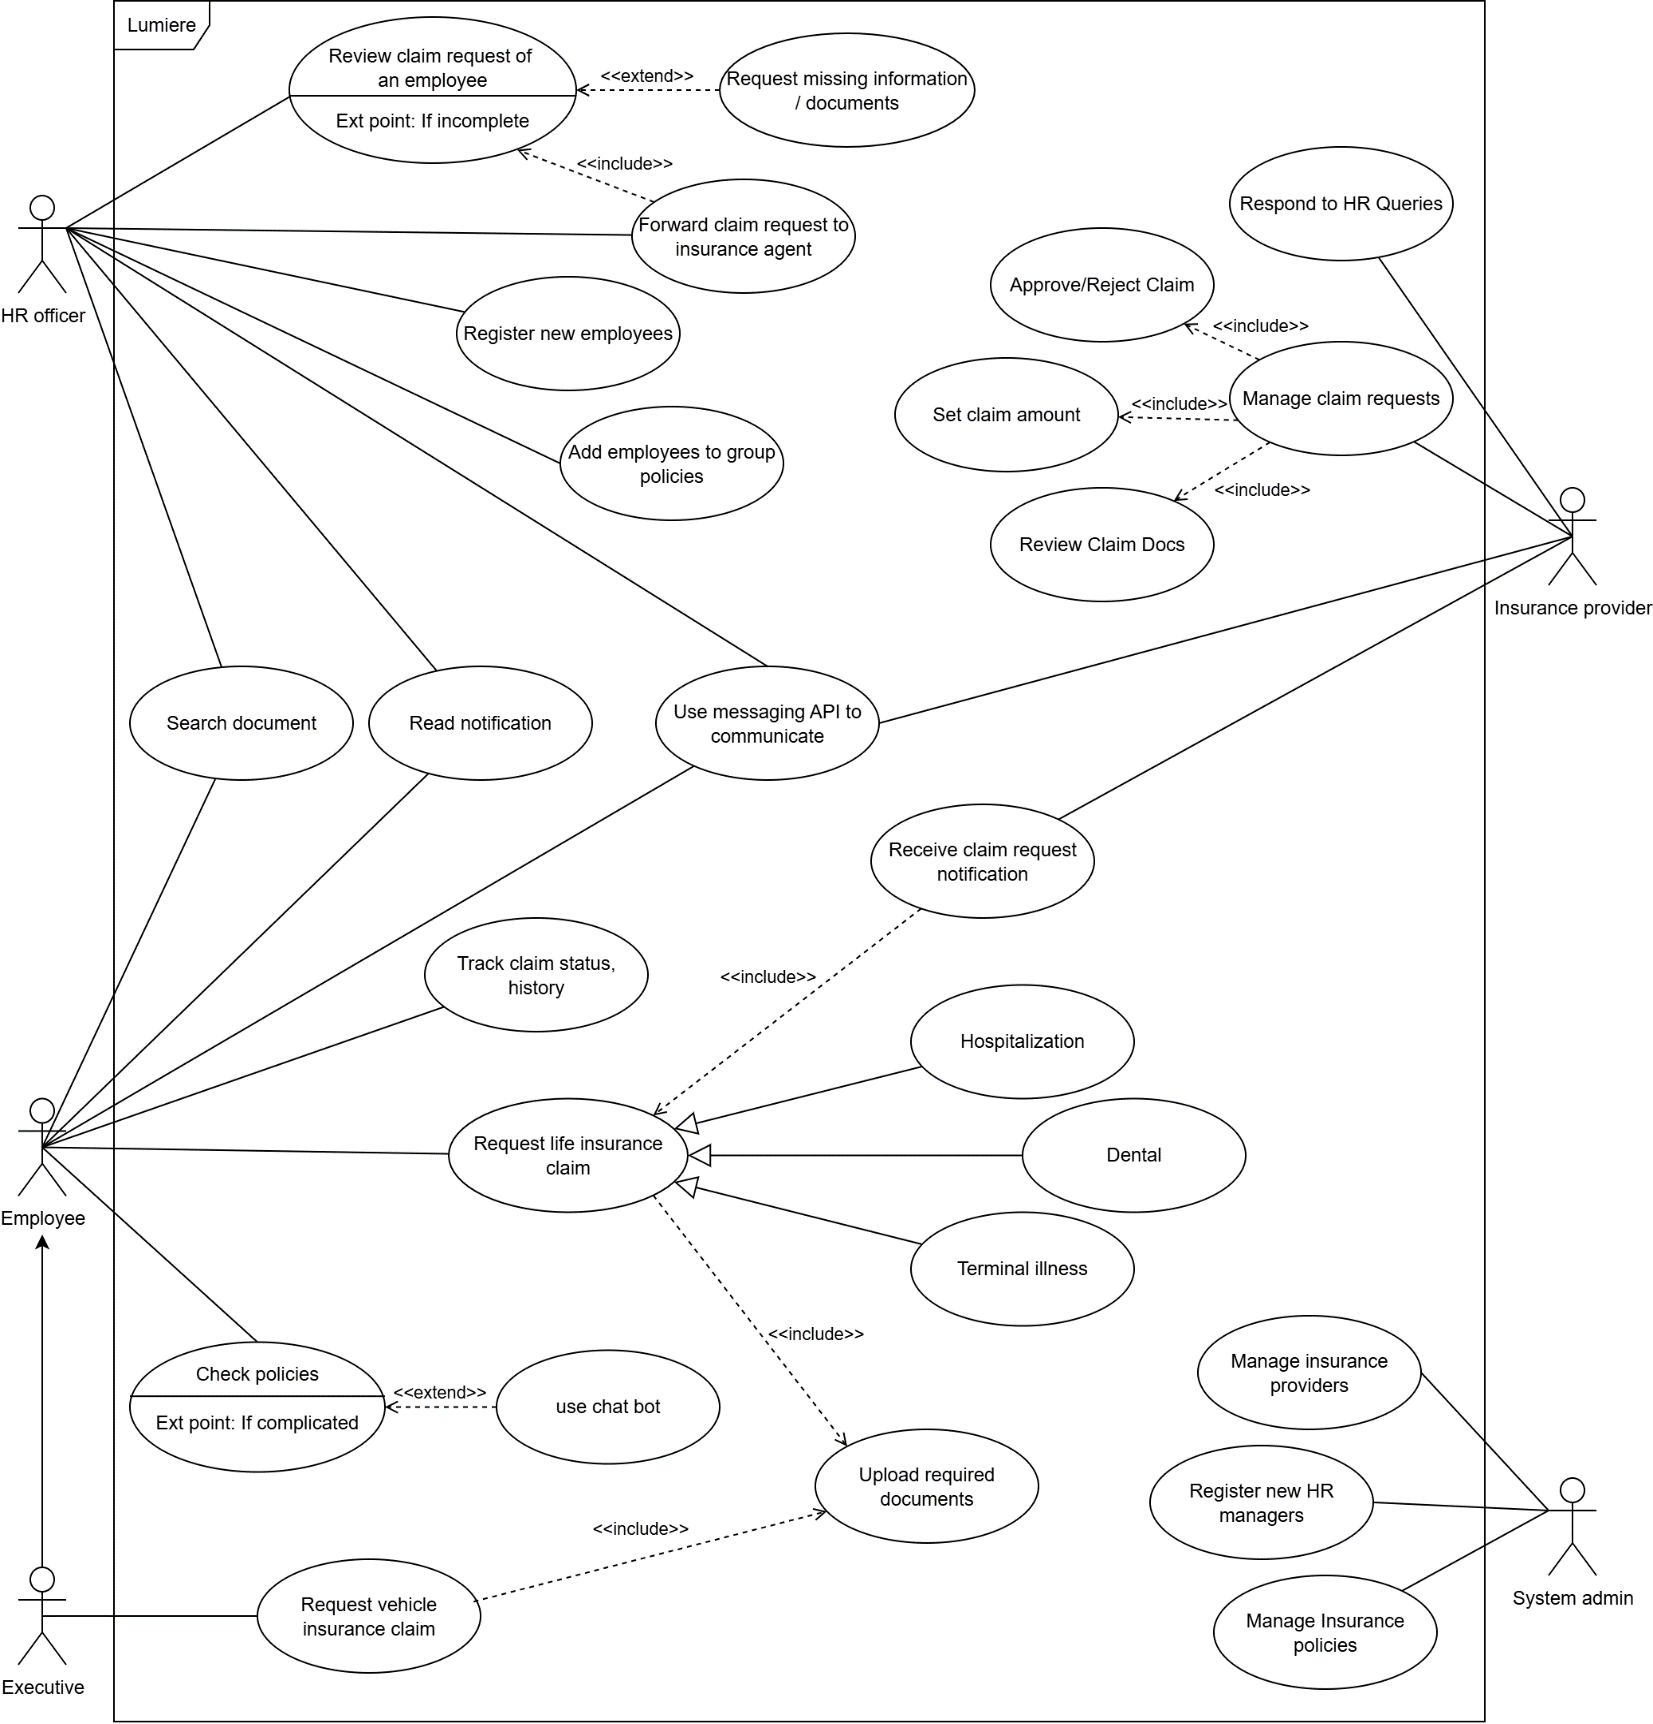 Lumiere
Review claim request of
an employee
Ext point: If incomplete
<<extend>>
Request missing information
/ documents
<<include>>
Forward claim request to
insurance agent
HR officer
Register new employees
Add employees to group
policies
Respond to HR Queries
Approve/Reject Claim
<<include>>
Manage claim requests
<<include>>
Set claim amount
<<include>>
Review Claim Docs
Insurance provider
Search document
Read notification
Use messaging API to
communicate
Receive claim request
notification
Track claim status,
history
<<include>>
Hospitalization
Request life insurance
claim
Dental
Employee
Terminal illness
<<include>>
Check policies
Ext point: If complicated
<<extend>>
use chat bot
Manage insurance
providers
Upload required
documents
Register new HR
managers
<<include>>
Request vehicle
insurance claim
System admin
Manage Insurance
policies
Executive